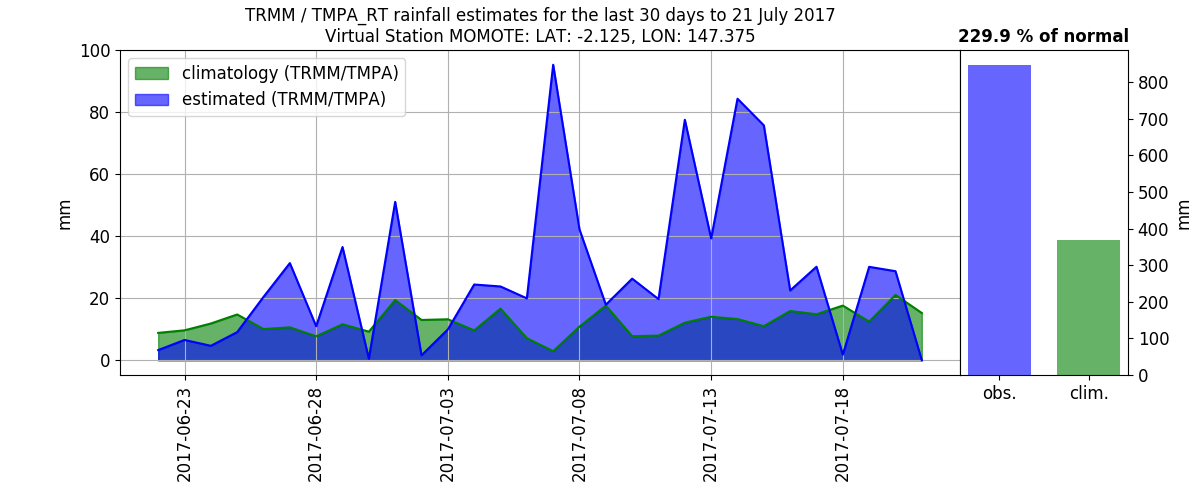 TRMM / TMPA_RT rainfall estimates for the last 30 days to 21 July 2017
Virtual Station MOMOTE: LAT: -2.125, LON: 147.375
229.9 % of normal
climatology (TRMM/TMPA)
estimated (TRMM/TMPA)
100
80
60
40
20
0
mm
2017-06-23
2017-06-28
2017-07-03
2017-07-08
2017-07-13
2017-07-18
800
700
600
500
400
300
200
100
0
mm
obs.
clim.